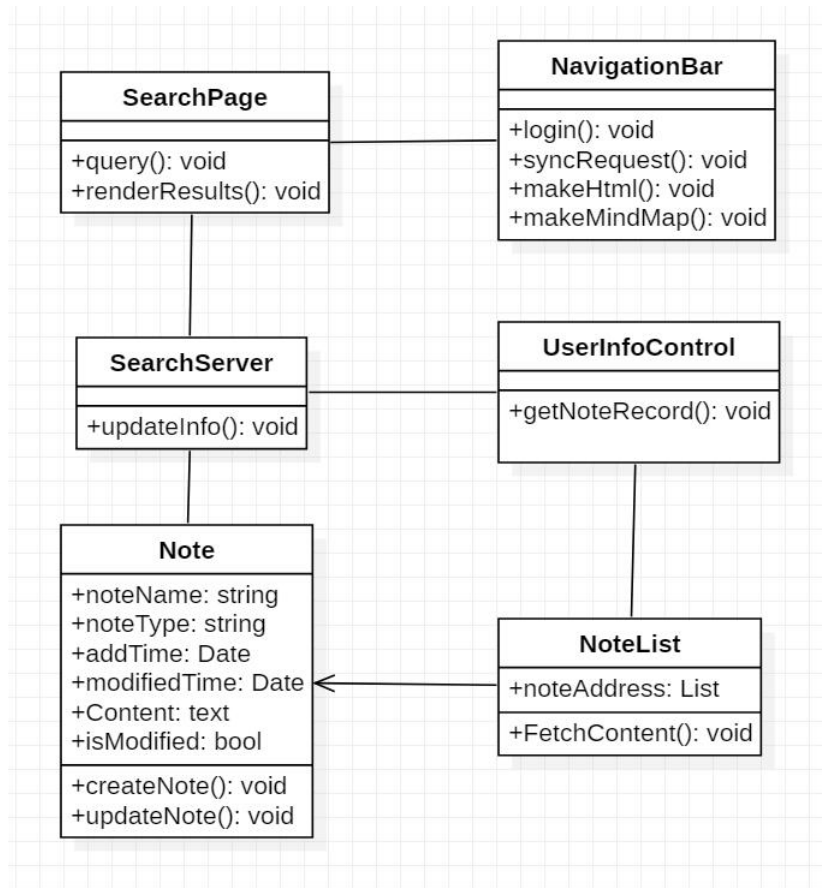 SearchPage
+query(): void
+renderResults(): void
NavigationBar
+login(): void
+syncRequest(): void
+makeHtml(): void
+makeMindMap(): void
SearchServer
+updateInfo(): void
UserInfoControl
+getNoteRecord(): void
Note
+noteName: string
+noteType: string
+addTime: Date
+modifiedTime: Date
+Content: text
+isModified: bool
+createNote(): void
+updateNote(): void
NoteList
+noteAddress: List
+FetchContent(): void